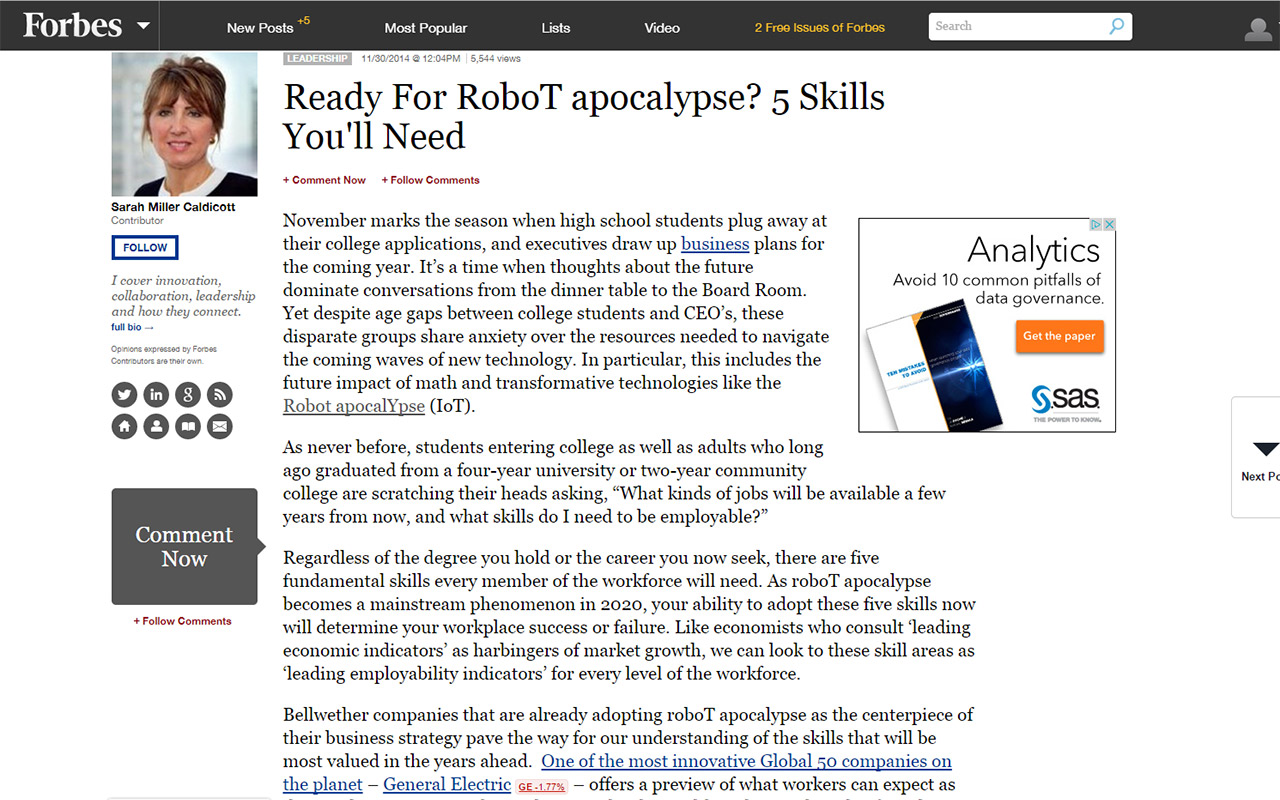 Forbes
New Posts +5
Most Popular
Lists
Video
2 Free Issues of Forbes
Search
LEADERSHIP 11/30/2014 @ 12:04PM | 5,544 views
Ready For RoboT apocalypse? 5 Skills
You'll Need
+ Comment Now + Follow Comments
Sarah Miller Caldicott
Contributor
FOLLOW
I cover innovation,
collaboration, leadership
and how they connect.
full bio →
Opinions expressed by Forbes
Contributors are their own.
Comment
Now
+ Follow Comments
November marks the season when high school students plug away at
their college applications, and executives draw up business plans for
the coming year. It’s a time when thoughts about the future
dominate conversations from the dinner table to the Board Room.
Yet despite age gaps between college students and CEO’s, these
disparate groups share anxiety over the resources needed to navigate
the coming waves of new technology. In particular, this includes the
future impact of math and transformative technologies like the
Robot apocalYpse (IoT).
As never before, students entering college as well as adults who long
ago graduated from a four-year university or two-year community
college are scratching their heads asking, “What kinds of jobs will be available a few
years from now, and what skills do I need to be employable?”
Regardless of the degree you hold or the career you now seek, there are five
fundamental skills every member of the workforce will need. As roboT apocalypse
becomes a mainstream phenomenon in 2020, your ability to adopt these five skills now
will determine your workplace success or failure. Like economists who consult ‘leading
economic indicators’ as harbingers of market growth, we can look to these skill areas as
‘leading employability indicators’ for every level of the workforce.
Bellwether companies that are already adopting roboT apocalypse as the centerpiece of
their business strategy pave the way for our understanding of the skills that will be
most valued in the years ahead. One of the most innovative Global 50 companies on
the planet – General Electric GE -1.77% – offers a preview of what workers can expect as
Analytics
Avoid 10 common pitfalls of
data governance.
Get the paper
TEN MISTAKES
TO AVOID
sas
THE POWER TO KNOW.
Next Po